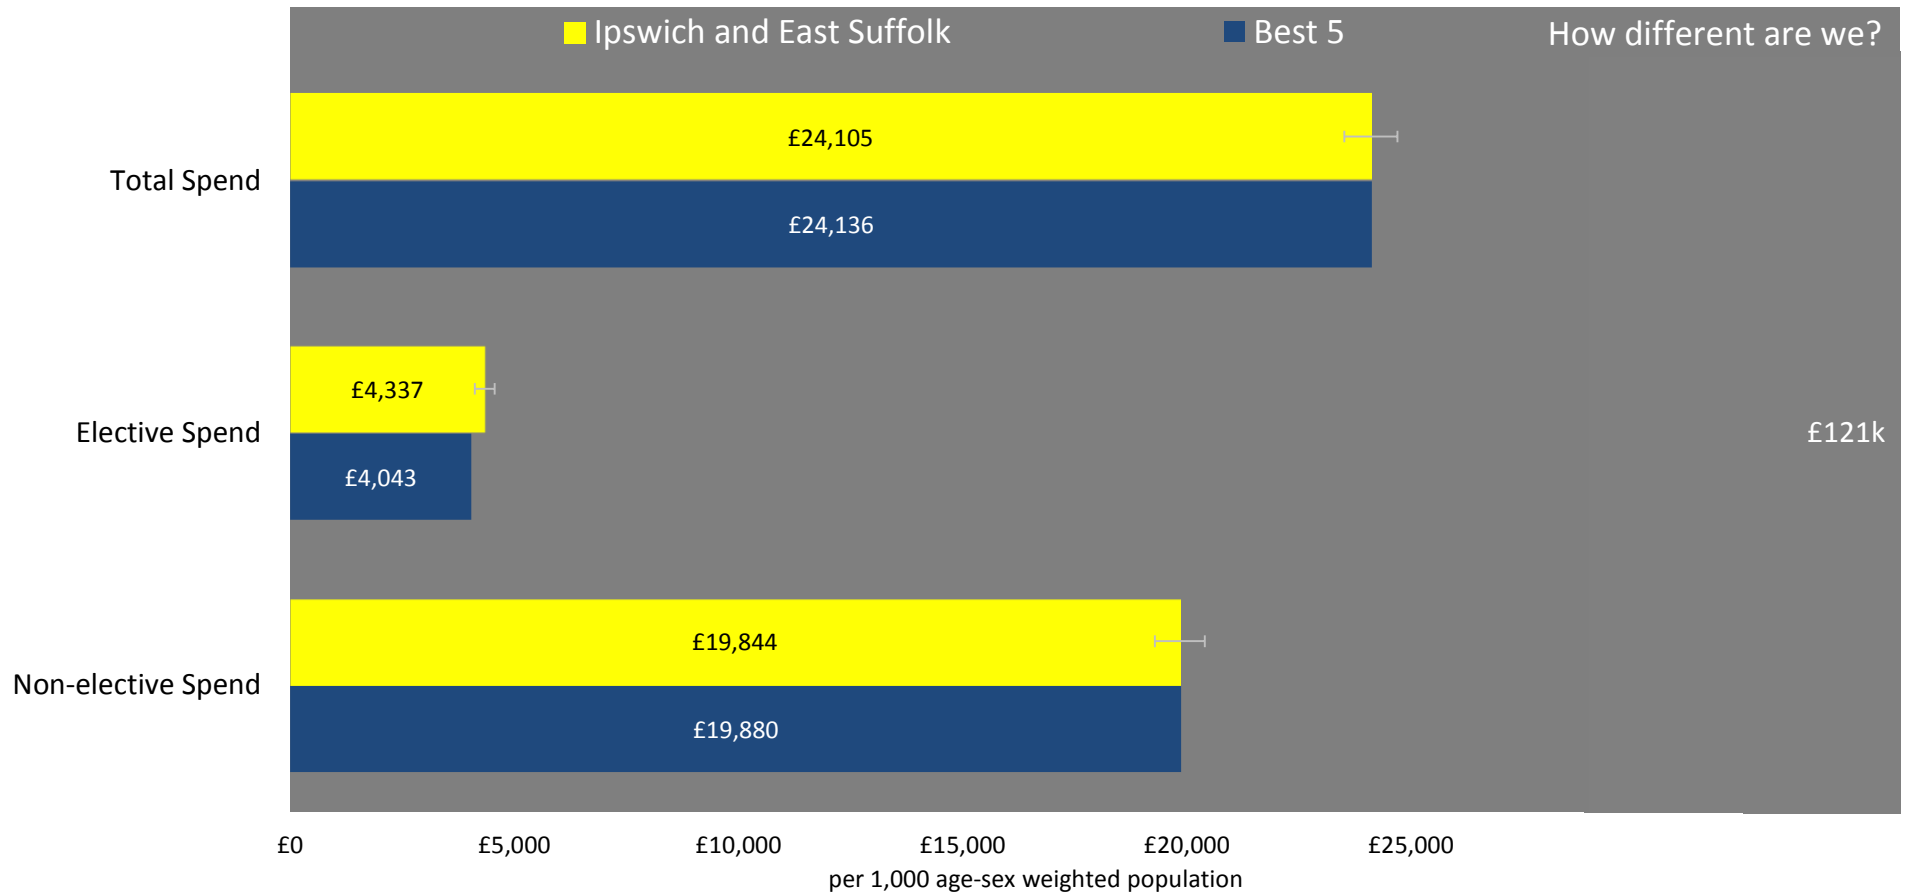 Ipswich and East Suffolk Best 5 How different are we?
Total Spend
£24,105
£24,136
Elective Spend
£4,337
£4,043
£121k
Non-elective Spend
£19,844
£19,880
£0 £5,000 £10,000 £15,000 £20,000 £25,000
per 1,000 age-sex weighted population